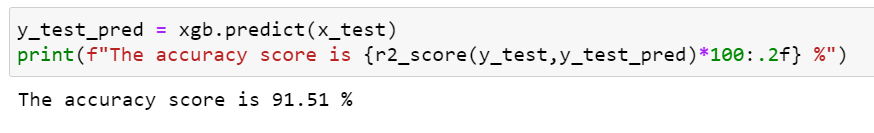 y_test_pred = xgb.predict(x_test)
print(f"The accuracy score is {r2_score(y_test,y_test_pred)*100:.2f} %")
The accuracy score is 91.51 %